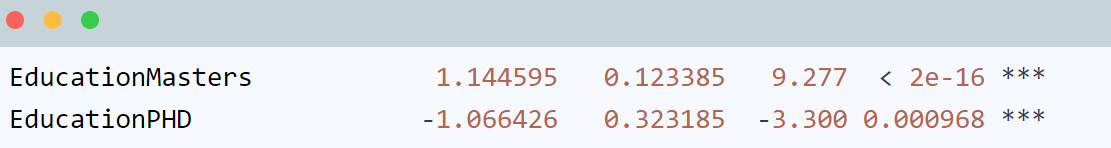 EducationMasters 1.144595 0.123385 9.277 < 2e-16 ***
EducationPHD -1.066426 0.323185 -3.300 0.000968 ***